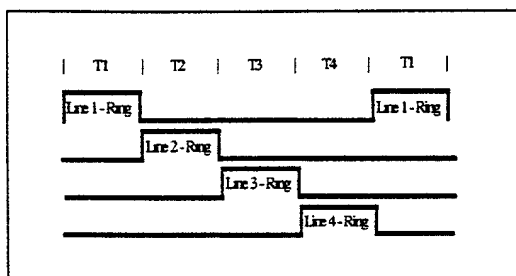 | T1 | T2 | T3 | T4 | T1 |
Line 1 - Ring Line 1 - Ring
Line 2 - Ring
Line 3 - Ring
Line 4 - Ring